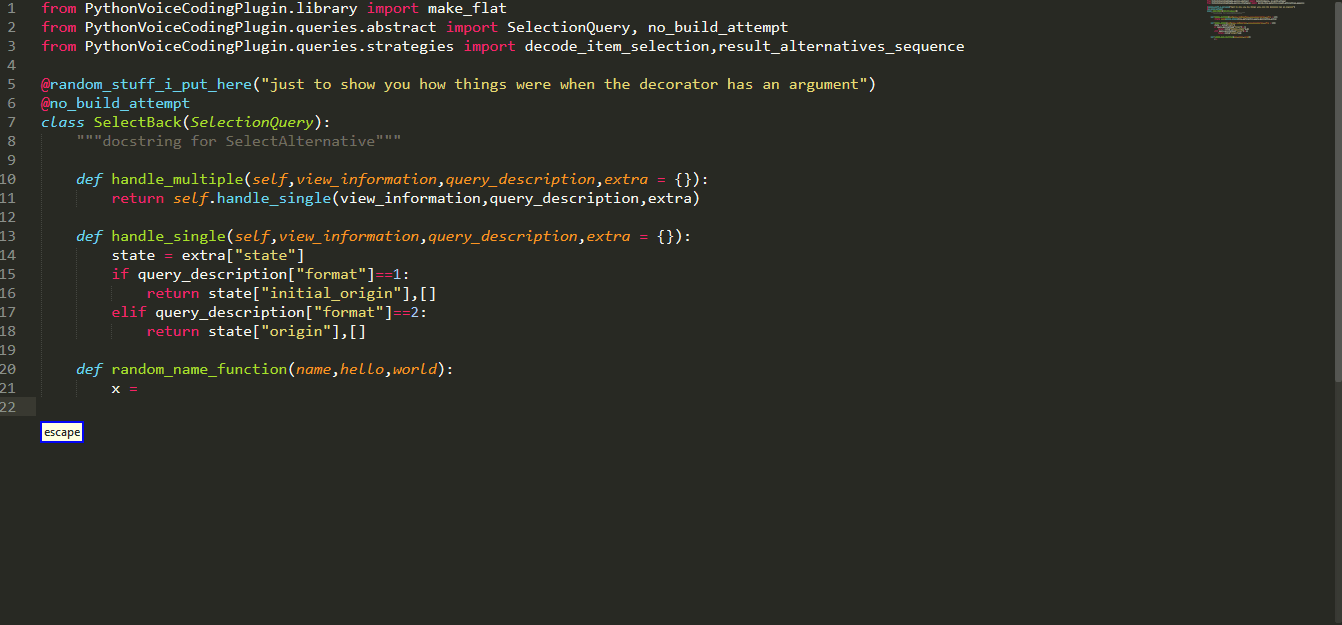 1 from PythonVoiceCodingPlugin.library import make_flat
2 from PythonVoiceCodingPlugin.queries.abstract import SelectionQuery, no_build_attempt
3 from PythonVoiceCodingPlugin.queries.strategies import decode_item_selection,result_alternatives_sequence
4
5 @random_stuff_i_put_here("just to show you how things were when the decorator has an argument")
6 @no_build_attempt
7 class SelectBack(SelectionQuery):
8 """docstring for SelectAlternative"""
9
10 def handle_multiple(self,view_information,query_description,extra = {}):
11 return self.handle_single(view_information,query_description,extra)
12
13 def handle_single(self,view_information,query_description,extra = {}):
14 state = extra["state"]
15 if query_description["format"]==1:
16 return state["initial_origin"],[]
17 elif query_description["format"]==2:
18 return state["origin"],[]
19
20 def random_name_function(name,hello,world):
21 x =
22
escape